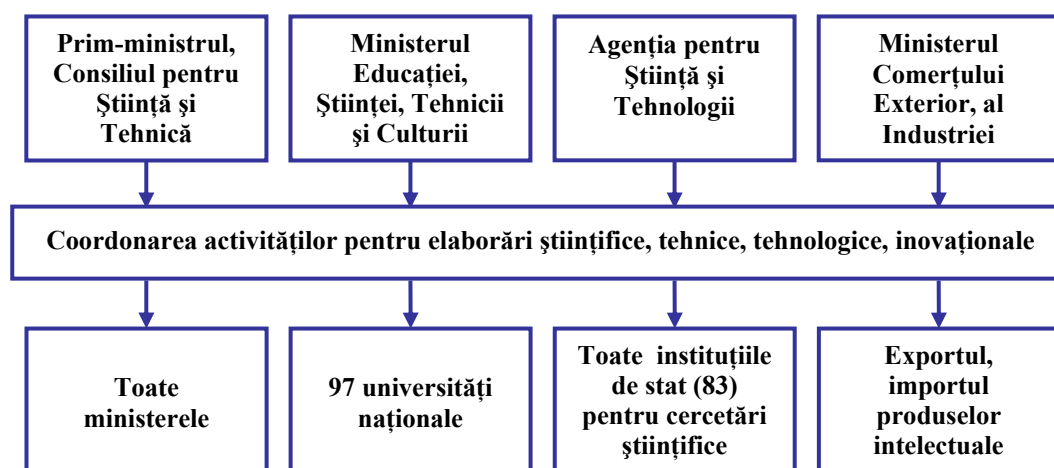 Prim-ministrul,
Consiliul pentru
Ştiinţă şi
Tehnică
Ministerul
Educaţiei,
Ştiinţei, Tehnicii
şi Culturii
Agenţia pentru
Ştiinţă şi
Tehnologii
Ministerul
Comerţului
Exterior, al
Industriei
Coordonarea activităţilor pentru elaborări ştiinţifice, tehnice, tehnologice, inovaţionale
Toate
ministerele
97 universităţi
naţionale
Toate instituţiile
de stat (83)
pentru cercetări
ştiinţifice
Exportul,
importul
produselor
intelectuale